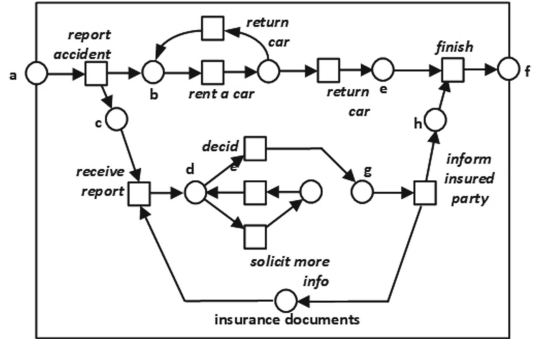 report
accident
return
car
finish
a
b
rent a car
return
car
e
f
c
h
decid
e
receive
report
d
g
inform
insured
party
solicit more
info
insurance documents